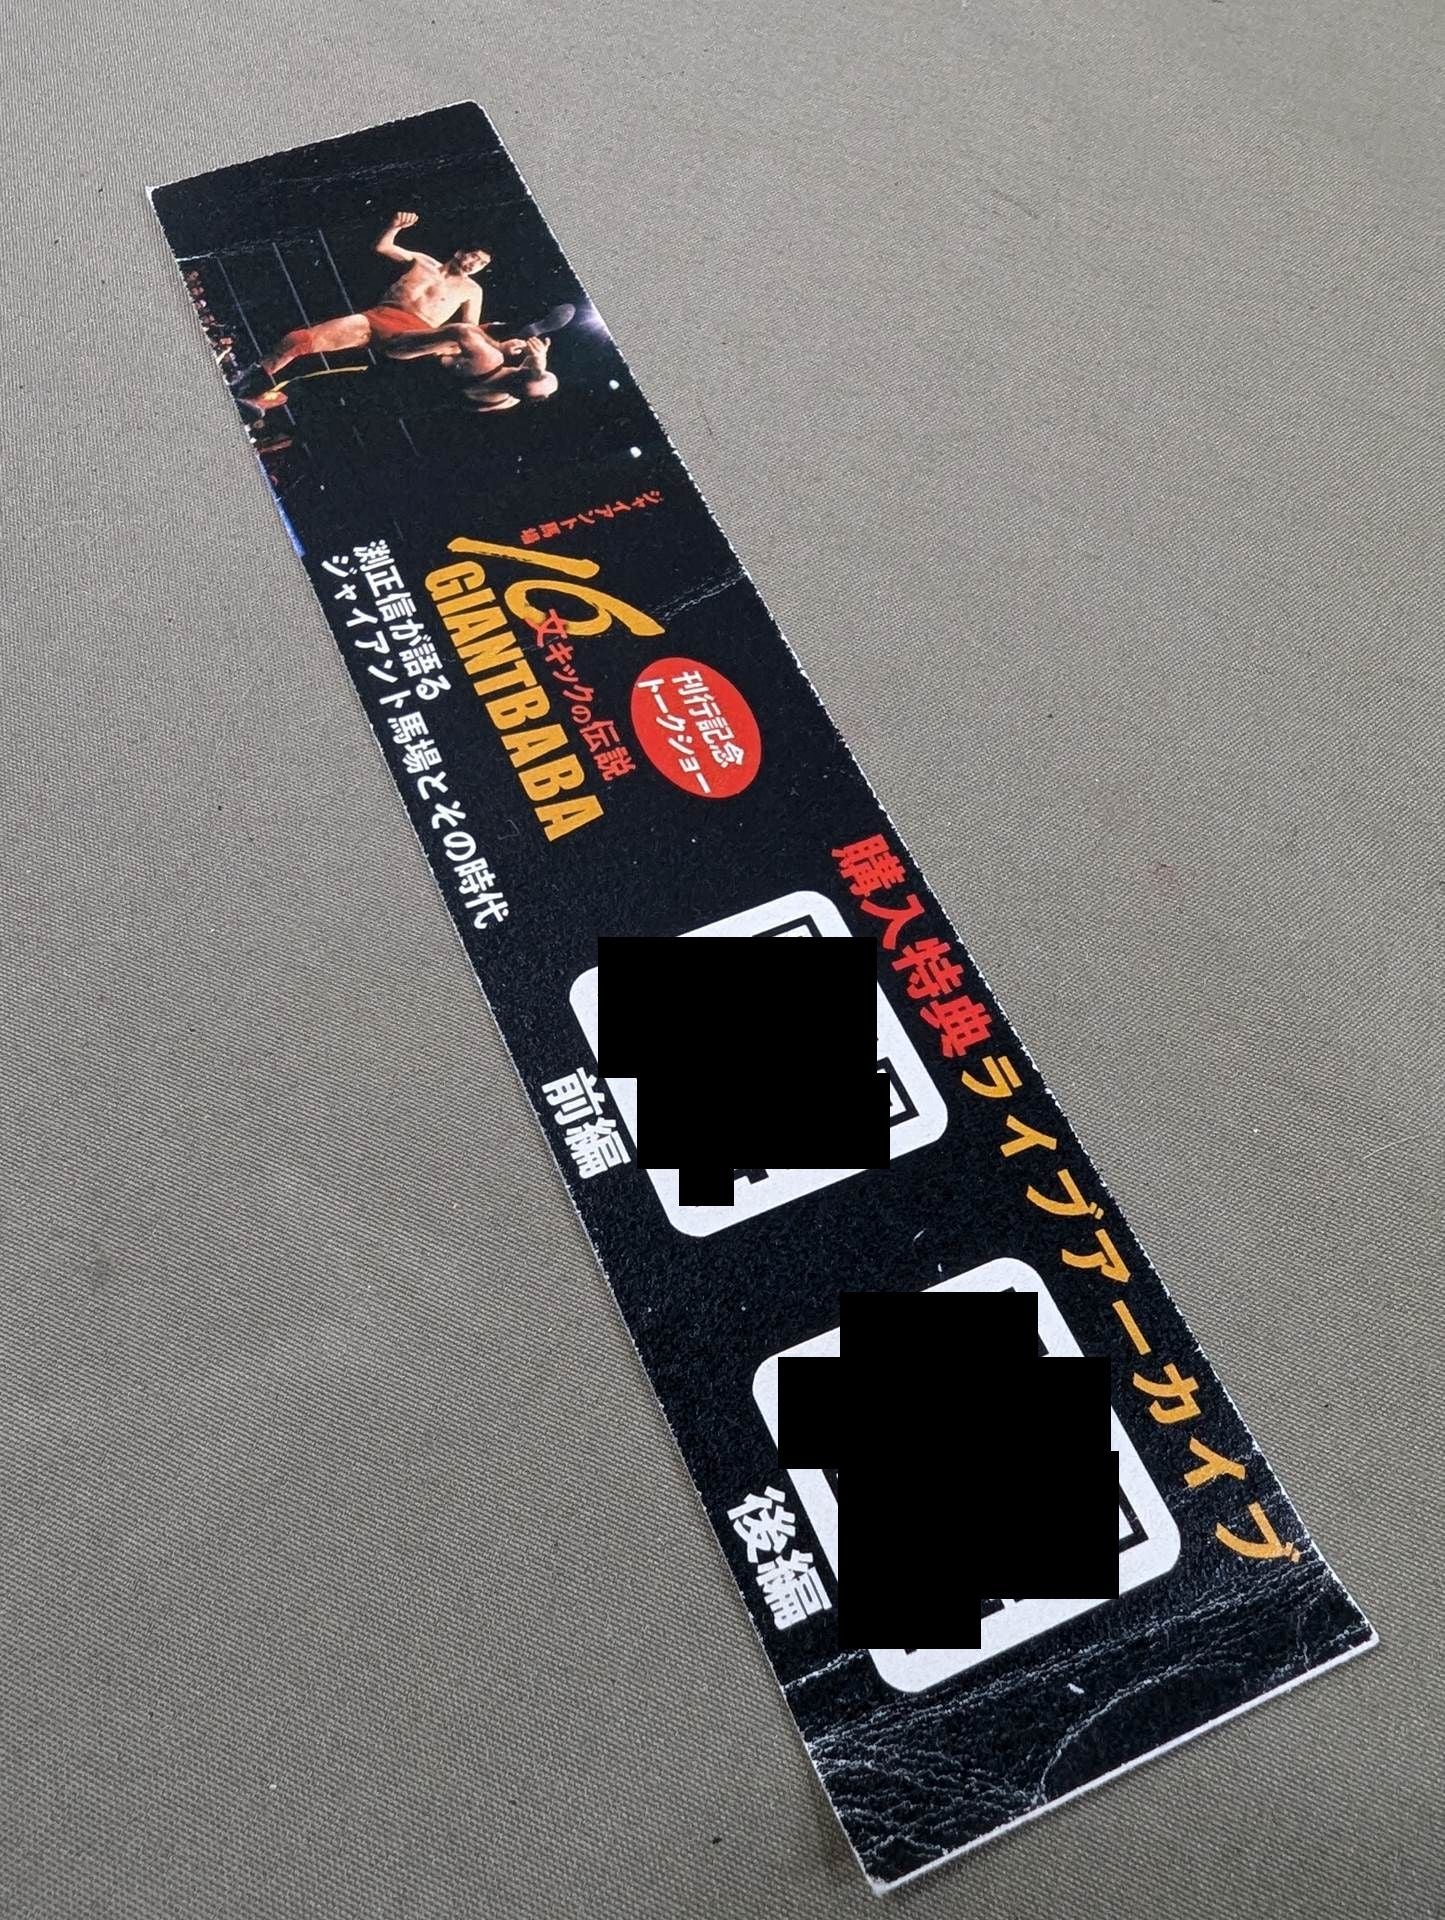 ジャイアント馬場
16
文キックの伝説
GIANTBABA
刊行記念
トークショー
渕正信が語る
ジャイアント馬場とその時代
購入特典ライブアーカイブ
前編
後編